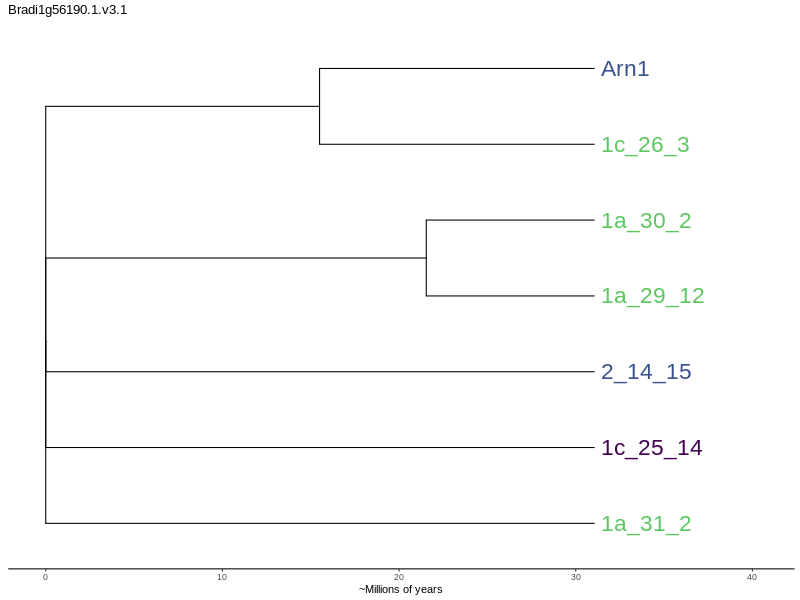 Bradi1g56190.1.v3.1
Arn1
1c_26_3
1a_30_2
1a_29_12
2_14_15
1c_25_14
1a_31_2
0 10 20 30 40
~Millions of years